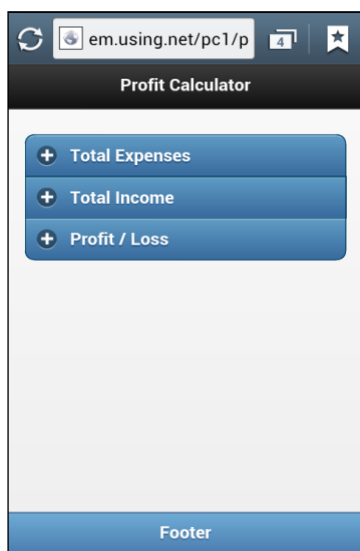 em.using.net/pc1/p
4
Profit Calculator
Total Expenses
Total Income
Profit / Loss
Footer